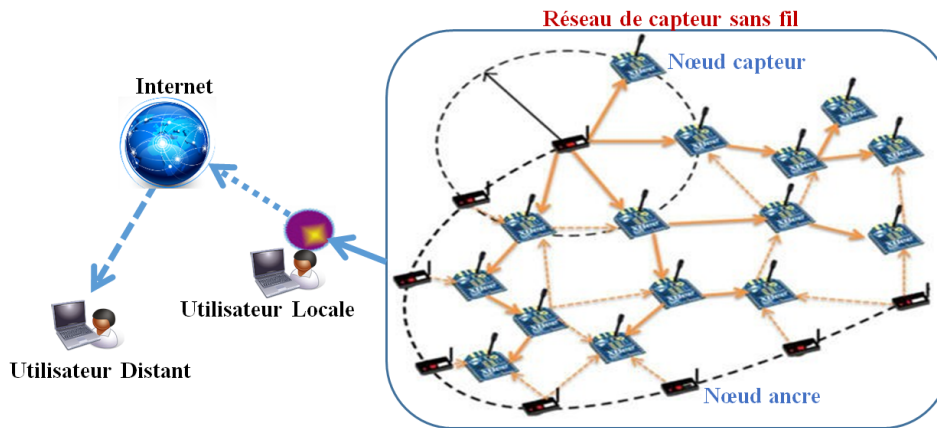 Réseau de capteur sans fil
Nœud capteur
Internet
Utilisateur Locale
Utilisateur Distant
Nœud ancre